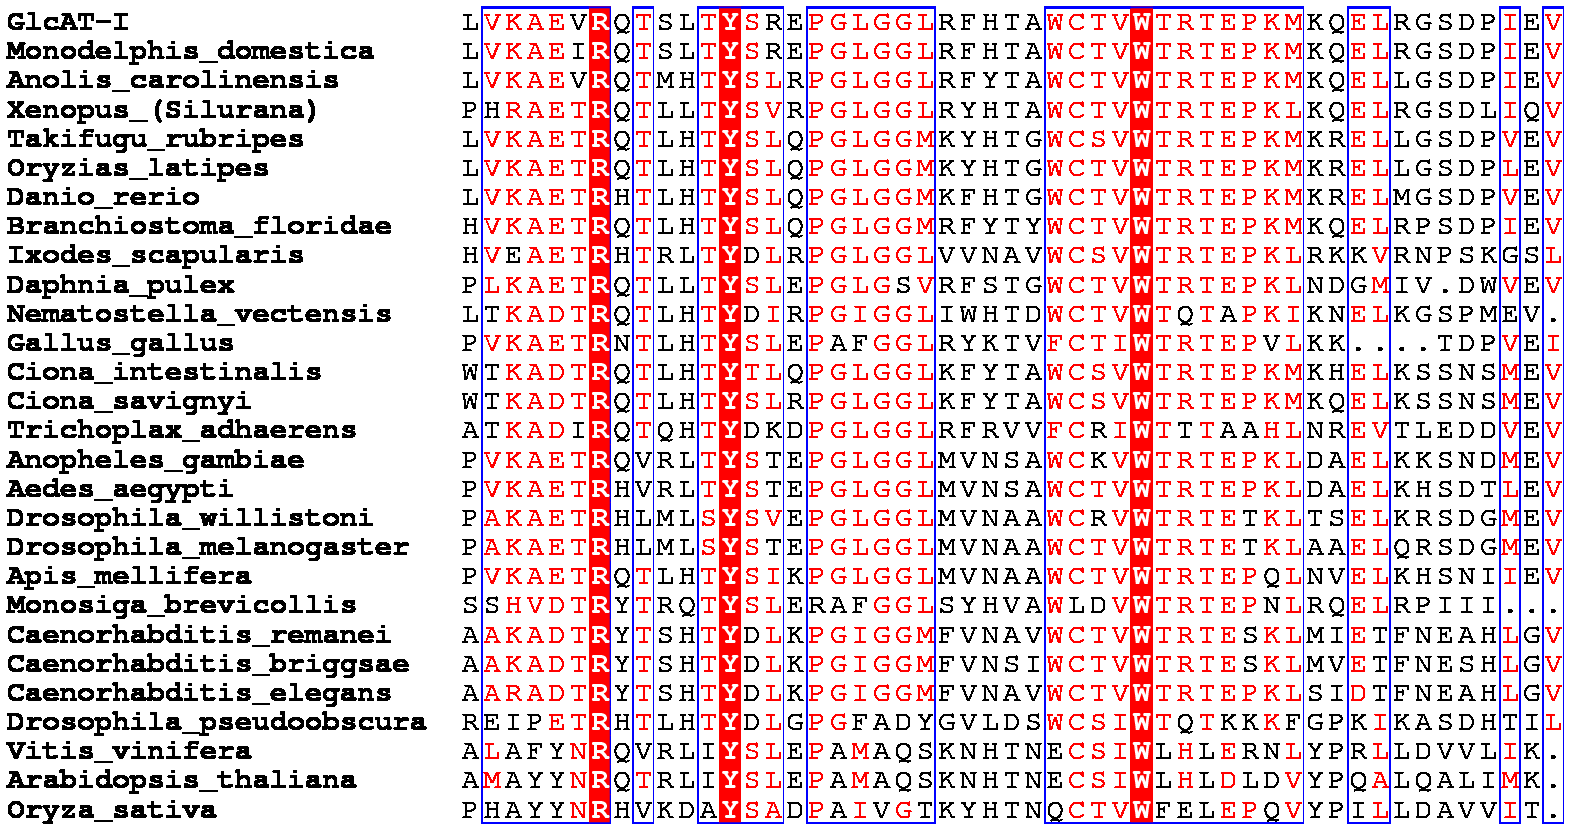 GlcAT-I LVKAEVRQTSLTYSREPGLGGLRFHTAWCTVWTRTEPKMKQELRGSDPIEV
Monodelphis_domestica LVKAEIRQTSLTYSREPGLGGLRFHTAWCTVWTRTEPKMKQELRGSDPIEV
Anolis_carolinensis LVKAEVRQTMHTYSLRPGLGGLRFYTAWCTVWTRTEPKMKQELLGSDPIEV
Xenopus_(Silurana) PHRAETRQTLLTYSVRPGLGGLRYHTAWCTVWTRTEPKLKQELRGSDLIQV
Takifugu_rubripes LVKAETRQTLHTYSLQPGLGGMKYHTGWCSVWTRTEPKMKRELLGSDPVEV
Oryzias_latipes LVKAETRQTLHTYSLQPGLGGMKYHTGWCTVWTRTEPKMKRELLGSDPLEV
Danio_rerio LVKAETRHTLHTYSLQPGLGGMKFHTGWCTVWTRTEPKMKRELMGSDPVEV
Branchiostoma_floridae HVKAETRQTLHTYSLQPGLGGMRFYTYWCTVWTRTEPKMKQELRPSDPIEV
Ixodes_scapularis HVEAETRHTRLTYDLRPGLGGLVVNAVWCSVWTRTEPKLRKKVRNPSKGSL
Daphnia_pulex PLKAETRQTLLTYSLEPGLGSVRFSTGWCTVWTRTEPKLNDGMIV.DWVEV
Nematostella_vectensis LTKADTRQTLHTYDIRPGIGGLIWHTDWCTVWTQTAPKIKNELKGSPMEV.
Gallus_gallus PVKAETRNTLHTYSLEPAFGGLRYKTVFCTIWTRTEPVLKK....TDPVEI
Ciona_intestinalis WTKADTRQTLHTYTLQPGLGGLKFYTAWCSVWTRTEPKMKHELKSSNSMEV
Ciona_savignyi WTKADTRQTLHTYSLRPGLGGLKFYTAWCSVWTRTEPKMKQELKSSNSMEV
Trichoplax_adhaerens ATKADIRQTQHTYDKDPGLGGLRFRVVFCRIWTTTAAHLNREVTLEDDVEV
Anopheles_gambiae PVKAETRQVRLTYSTEPGLGGLMVNSAWCKVWTRTEPKLDAELKKSNDMEV
Aedes_aegypti PVKAETRHVRLTYSTEPGLGGLMVNSAWCTVWTRTEPKLDAELKHSDTLEV
Drosophila_willistoni PAKAETRHLMLSYSVEPGLGGLMVNAAWCRVWTRTETKLTSELKRSDGMEV
Drosophila_melanogaster PAKAETRHLMLSYSTEPGLGGLMVNAAWCTVWTRTETKLAAELQRSDGMEV
Apis_mellifera PVKAETRQTLHTYSIKPGLGGLMVNAAWCTVWTRTEPQLNVELKHSNIIEV
Monosiga_brevicollis SSHVDTRYTRQTYSLERAFGGLSYHVAWLDVWTRTEPNLRQELRPIII...
Caenorhabditis_remanei AAKADTRYTSHTYDLKPGIGGMFVNAVWCTVWTRTESKLMIETFNEAHLGV
Caenorhabditis_briggsae AAKADTRYTSHTYDLKPGIGGMFVNSIWCTVWTRTESKLMVETFNESHLGV
Caenorhabditis_elegans AARADTRYTSHTYDLKPGIGGMFVNAVWCTVWTRTEPKLSIDTFNEAHLGV
Drosophila_pseudoobscura REIPETRHTLHTYDLGPGFADYGVLDSWCSIWTQTKKKFGPKIKASDHTIL
Vitis_vinifera ALAFYNRQVRLIYSLEPAMAQSKNHTNECSIWLHLERNLYPRLLDVVLIK.
Arabidopsis_thaliana AMAYYNRQTRLIYSLEPAMAQSKNHTNECSIWLHLDLDVYPQALQALIMK.
Oryza_sativa PHAYYNRHVKDAYSADPAIVGTKYHTNQCTVWFELEPQVYPILLDAVVIT.